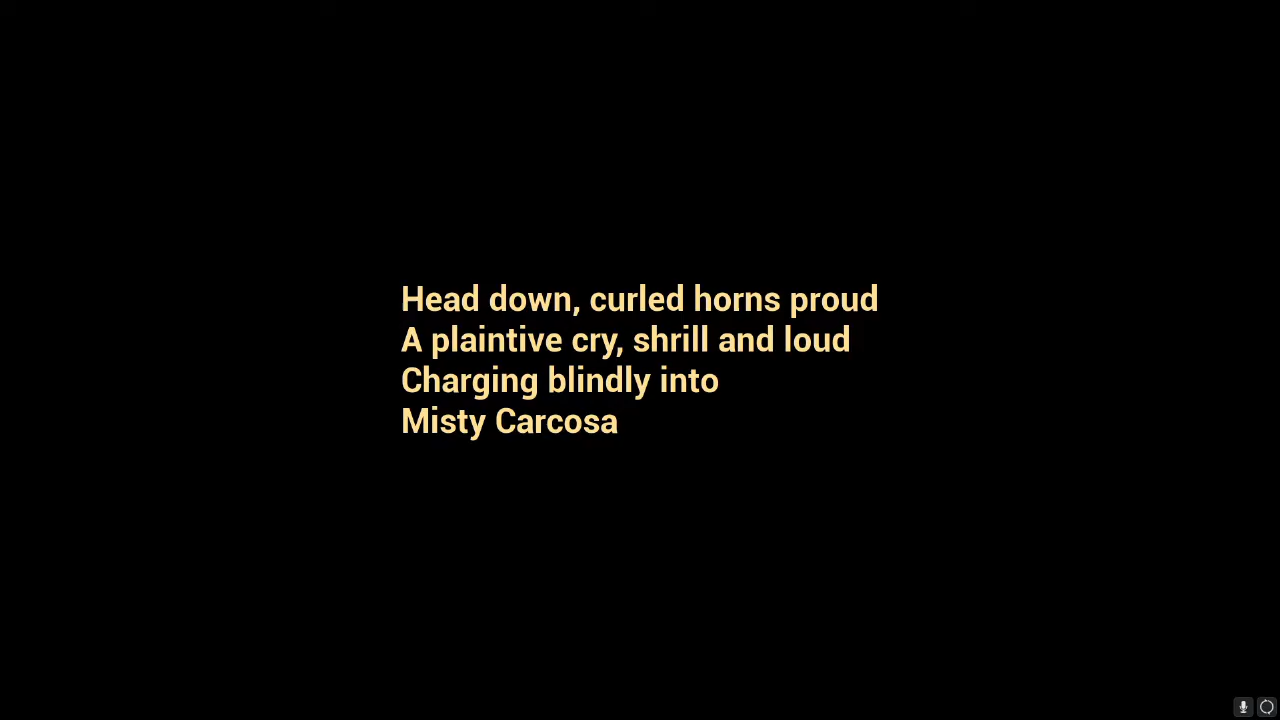 Head down, curled horns proud
A plaintive cry, shrill and loud
Charging blindly into
Misty Carcosa